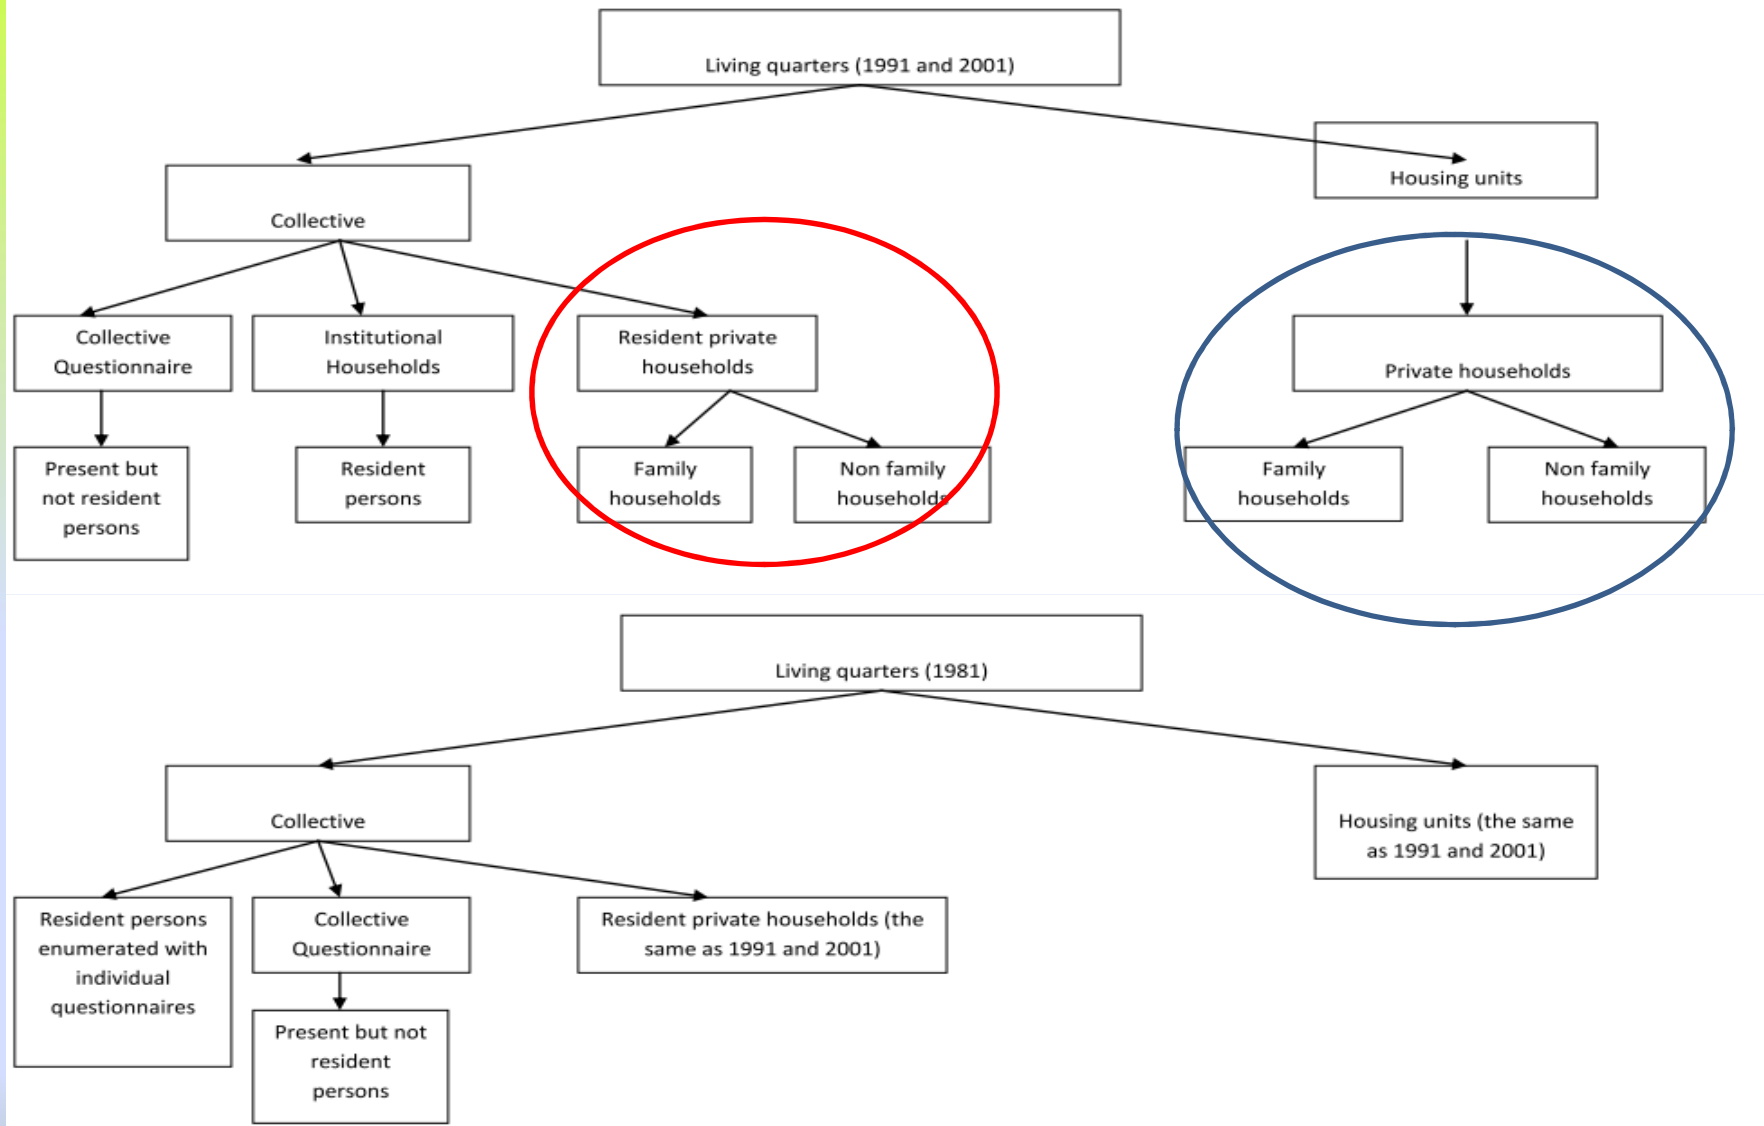 Living quarters (1991 and 2001)
Housing units
Collective
Collective
Questionnaire
Institutional
Households
Resident private
households
Private households
Present but
not resident
persons
Resident
persons
Family
households
Non family
households
Family
households
Non family
households
Living quarters (1981)
Collective
Housing units (the same
as 1991 and 2001)
Resident persons
enumerated with
individual
questionnaires
Collective
Questionnaire
Resident private households (the
same as 1991 and 2001)
Present but not
resident
persons